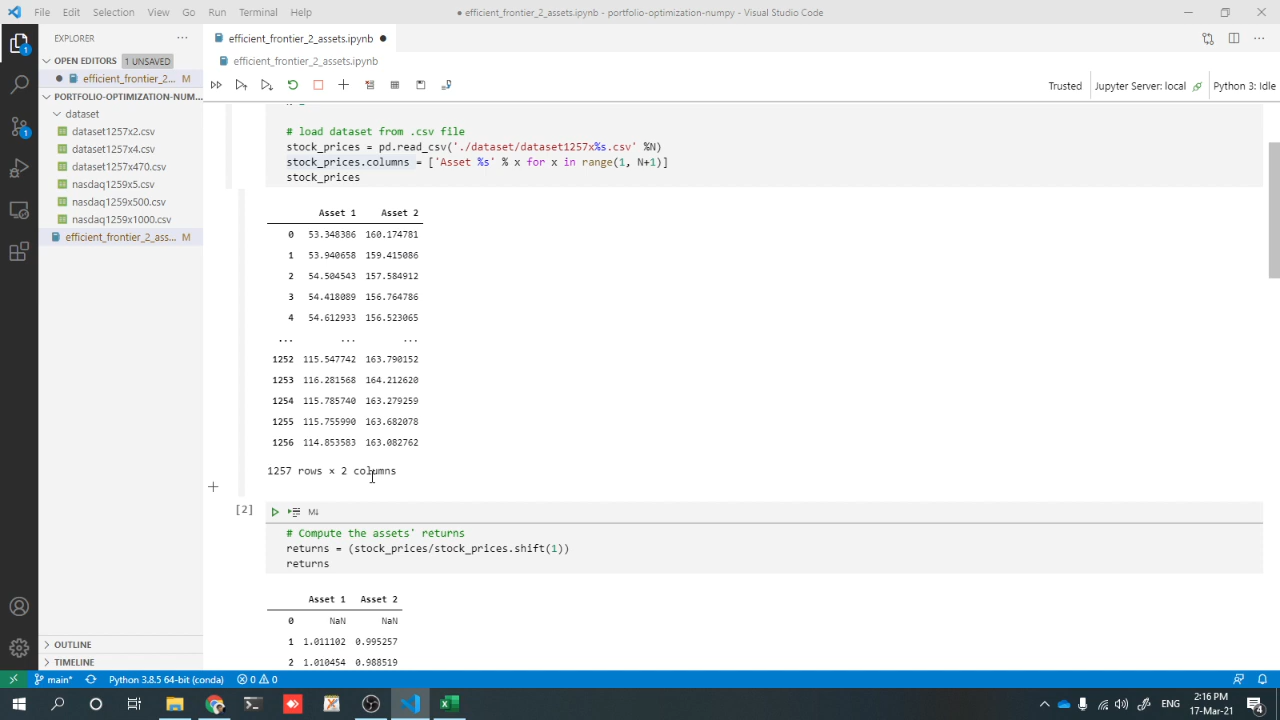 File Edit Selection View Go Run Terminal Help
● efficient_frontier_2_assets.ipynb - portfolio-optimization-numpy - Visual Studio Code
EXPLORER
OPEN EDITORS 1 UNSAVED
efficient_frontier_2... M
PORTFOLIO-OPTIMIZATION-NUM...
dataset
dataset1257x2.csv
dataset1257x4.csv
dataset1257x470.csv
nasdaq1259x5.csv
nasdaq1259x500.csv
nasdaq1259x1000.csv
efficient_frontier_2_ass... M
OUTLINE
TIMELINE
efficient_frontier_2_assets.ipynb ●
efficient_frontier_2_assets.ipynb
Trusted Jupyter Server: local Python 3: Idle
# load dataset from .csv file
stock_prices = pd.read_csv('./dataset/dataset1257x%s.csv' %N)
stock_prices.columns = ['Asset %s' % x for x in range(1, N+1)]
stock_prices
Asset 1 Asset 2
0 53.348386 160.174781
1 53.940658 159.415086
2 54.504543 157.584912
3 54.418089 156.764786
4 54.612933 156.523065
... ... ...
1252 115.547742 163.790152
1253 116.281568 164.212620
1254 115.785740 163.279259
1255 115.755990 163.682078
1256 114.853583 163.082762
1257 rows × 2 columns
[2] M↓
# Compute the assets' returns
returns = (stock_prices/stock_prices.shift(1))
returns
Asset 1 Asset 2
0 NaN NaN
1 1.011102 0.995257
2 1.010454 0.988519
main* Python 3.8.5 64-bit (conda) 0 0
ENG
2:16 PM
17-Mar-21